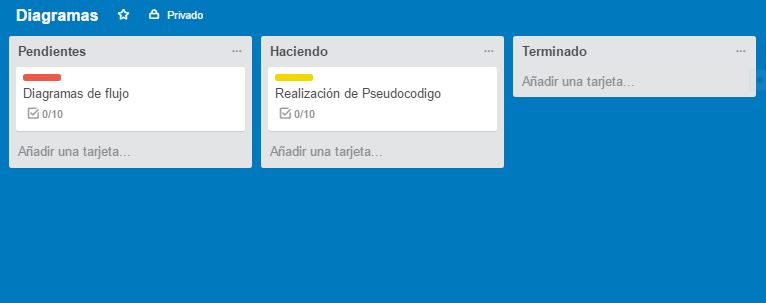 Diagramas
Privado
Pendientes
Diagramas de flujo
0/10
Añadir una tarjeta...
Haciendo
Realización de Pseudocodigo
0/10
Añadir una tarjeta...
Terminado
Añadir una tarjeta...